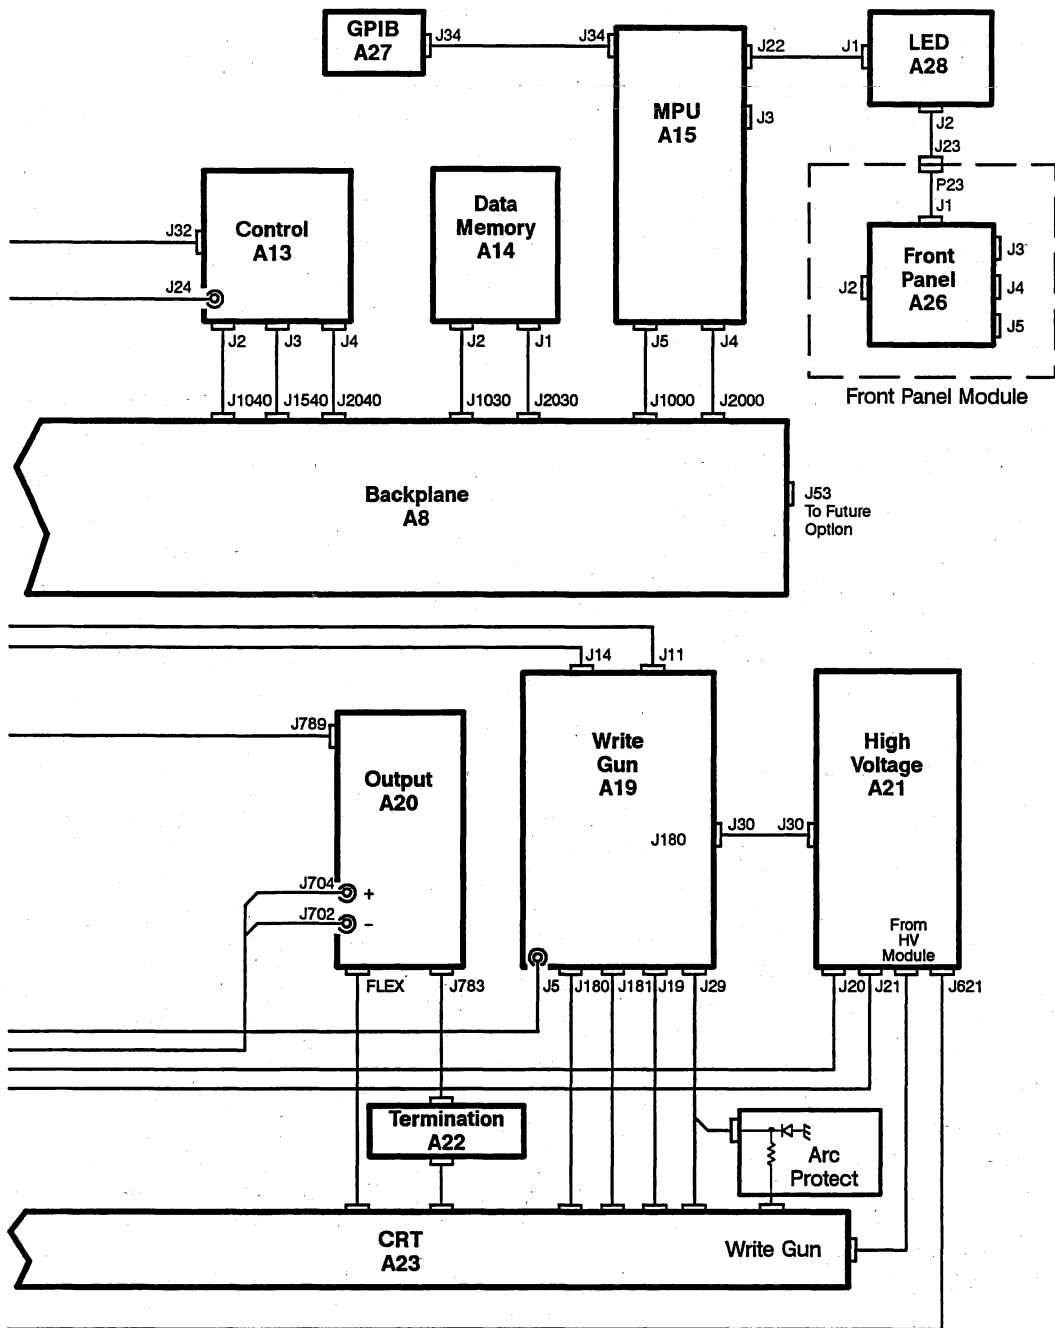 GPIB
A27
J34
J34
MPU
A15
J22
J3
J1
LED
A28
J2
J23
P23
J1
Front
Panel
A26
J2
J3
J4
J5
Front Panel Module
J32
J24
Control
A13
J2
J3
J4
Data
Memory
A14
J2
J1
J5
J4
J1040
J1540
J2040
J1030
J2030
J1000
J2000
Backplane
A8
J53
To Future
Option
J14
J11
J789
Output
A20
J704
+
J702
–
FLEX
J783
Write
Gun
A19
J180
J30
J30
High
Voltage
A21
From
HV
Module
J5
J180
J181
J19
J29
J20
J21
J621
Termination
A22
Arc
Protect
CRT
A23
Write Gun